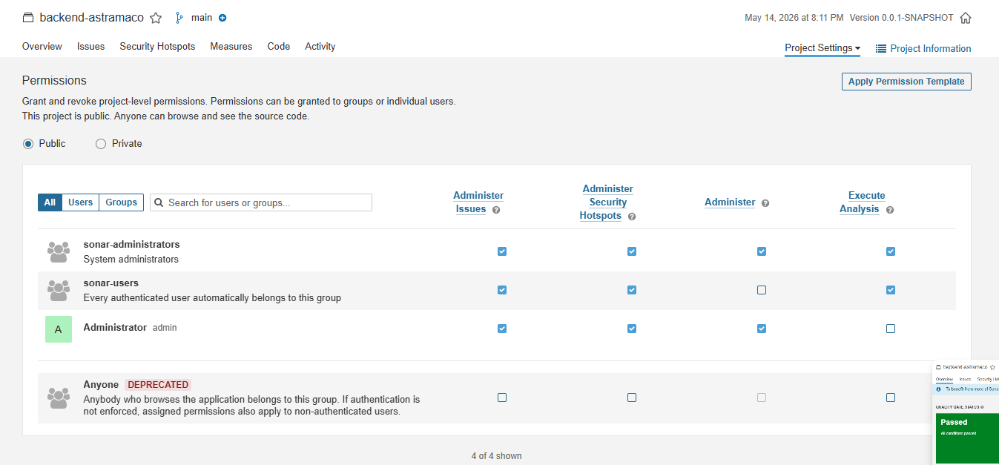 backend-astramaco main May 14, 2026 at 8:11 PM Version 0.0.1-SNAPSHOT
Overview Issues Security Hotspots Measures Code Activity Project Settings Project Information
Permissions
Apply Permission Template
Grant and revoke project-level permissions. Permissions can be granted to groups or individual users.
This project is public. Anyone can browse and see the source code.
Public Private
All Users Groups Search for users or groups...
Administer
Issues ?
Administer
Security
Hotspots ?
Administer ?
Execute
Analysis ?
sonar-administrators
System administrators
sonar-users
Every authenticated user automatically belongs to this group
A Administrator admin
Anyone DEPRECATED
Anybody who browses the application belongs to this group. If authentication
is not enforced, assigned permissions also apply to non-authenticated users.
4 of 4 shown
backend-astramaco
Overview Issues Security Hot
To benefit from more of Sona
QUALITY GATE STATUS
Passed
All conditions passed